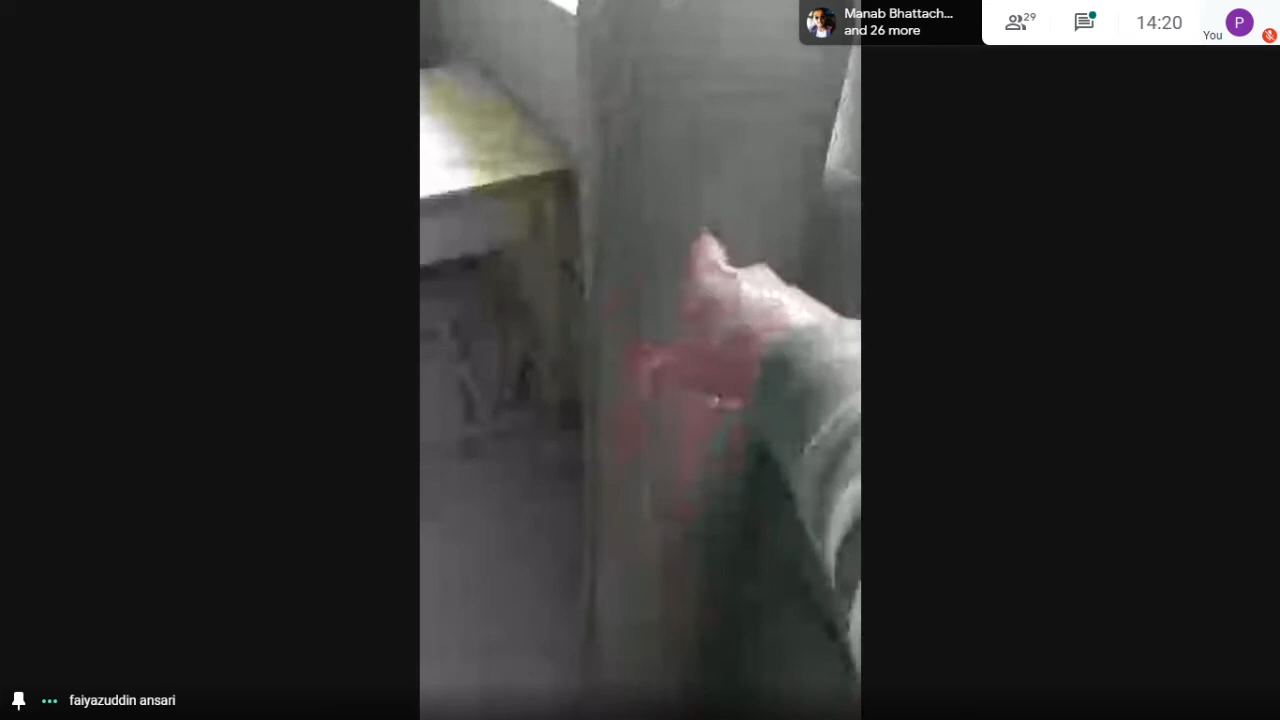 Manab Bhattach...
and 26 more
29
14:20
You
P
faiyazuddin ansari